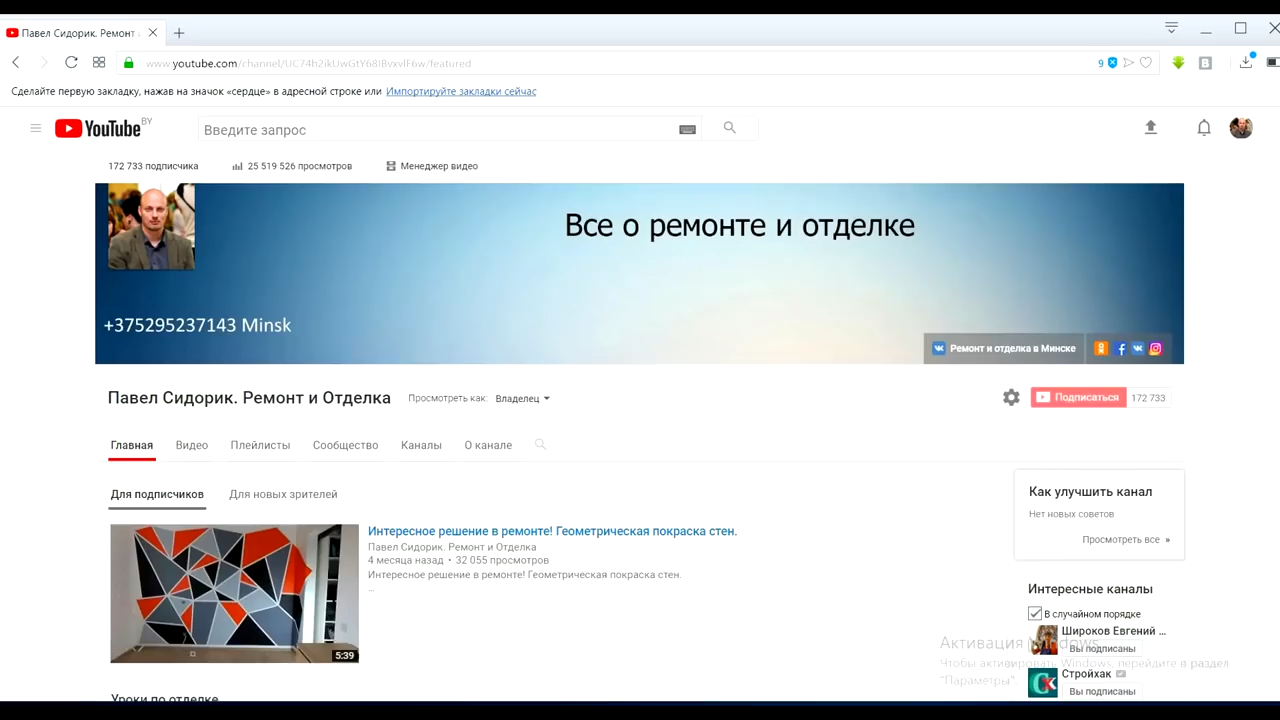 Павел Сидорик. Ремонт
Сделайте первую закладку, нажав на значок «сердце» в адресной строке или Импортируйте закладки сейчас
9
YouTube BY
Введите запрос
172 733 подписчика
25 519 526 просмотров
Менеджер видео
Все о ремонте и отделке
+375295237143 Minsk
Ремонт и отделка в Минске
Павел Сидорик. Ремонт и Отделка
Просмотреть как: Владелец
Подписаться 172 733
Главная
Видео
Плейлисты
Сообщество
Каналы
О канале
Для подписчиков
Для новых зрителей
Интересное решение в ремонте! Геометрическая покраска стен.
Павел Сидорик. Ремонт и Отделка
4 месяца назад • 32 055 просмотров
Интересное решение в ремонте! Геометрическая покраска стен.
...
5:39
Уроки по отделке
Как улучшить канал
Нет новых советов
Просмотреть все »
Интересные каналы
В случайном порядке
Широков Евгений ...
Вы подписаны
Стройхак
Вы подписаны
Активация Windows
Чтобы активировать Windows, перейдите в раздел
"Параметры".